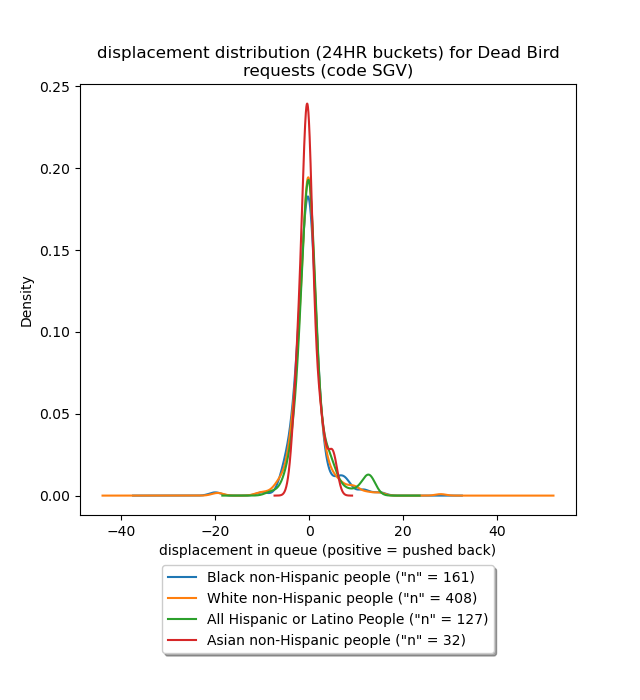 displacement distribution (24HR buckets) for Dead Bird
requests (code SGV)
0.25
0.20
0.15
0.10
0.05
0.00
Density
−40
−20
0
20
40
displacement in queue (positive = pushed back)
Black non-Hispanic people ("n" = 161)
White non-Hispanic people ("n" = 408)
All Hispanic or Latino People ("n" = 127)
Asian non-Hispanic people ("n" = 32)